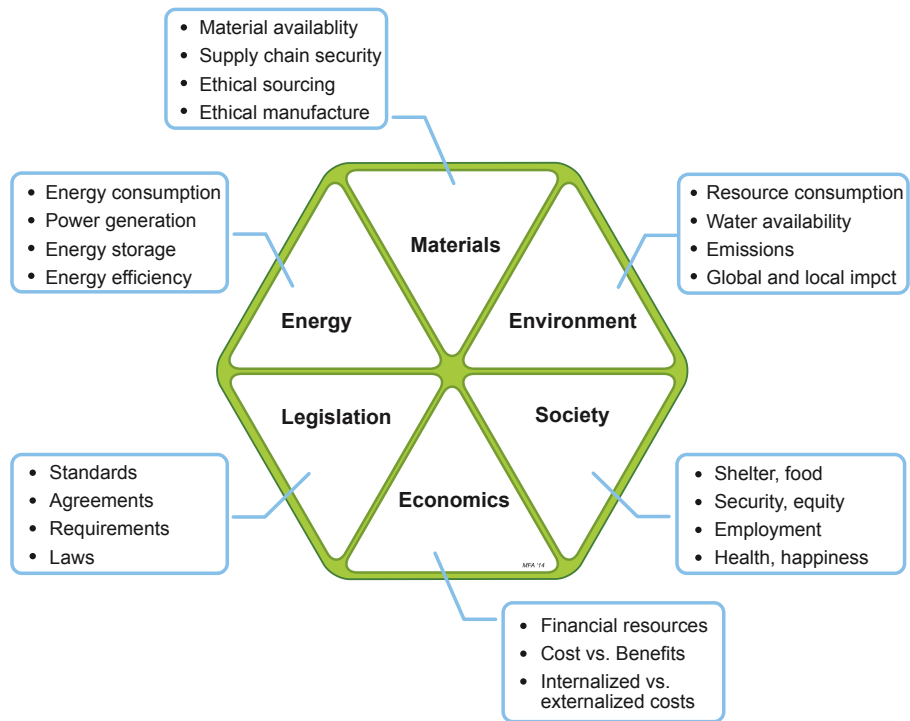 • Material availablity
• Supply chain security
• Ethical sourcing
• Ethical manufacture
• Energy consumption
• Power generation
• Energy storage
• Energy efficiency
• Resource consumption
• Water availability
• Emissions
• Global and local impct
Materials
Energy
Environment
Legislation
Society
Economics
• Standards
• Agreements
• Requirements
• Laws
• Shelter, food
• Security, equity
• Employment
• Health, happiness
MFA '14
• Financial resources
• Cost vs. Benefits
• Internalized vs.
externalized costs